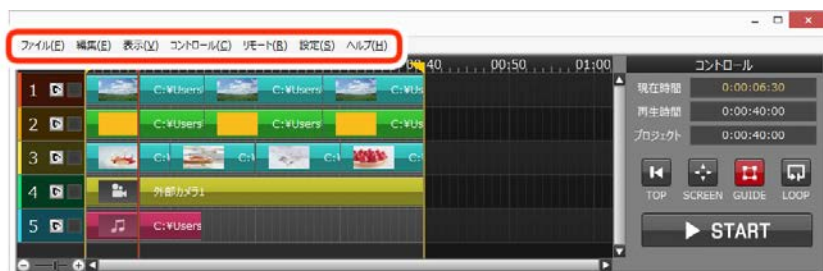 ファイル(F) 編集(E) 表示(V) コントロール(C) リモート(R) 設定(S) ヘルプ(H)
00:50 01:00
コントロール
現在時間 0:00:06:30
再生時間 0:00:40:00
プロジェクト 0:00:40:00
1 C:¥Users C:¥Users C:¥Users C:¥Us
2 C:¥Users C:¥Users C:¥Us
3 C:¥ C:¥ C:¥ C:
4 外部カメラ1
5 C:¥Users
TOP SCREEN GUIDE LOOP
START